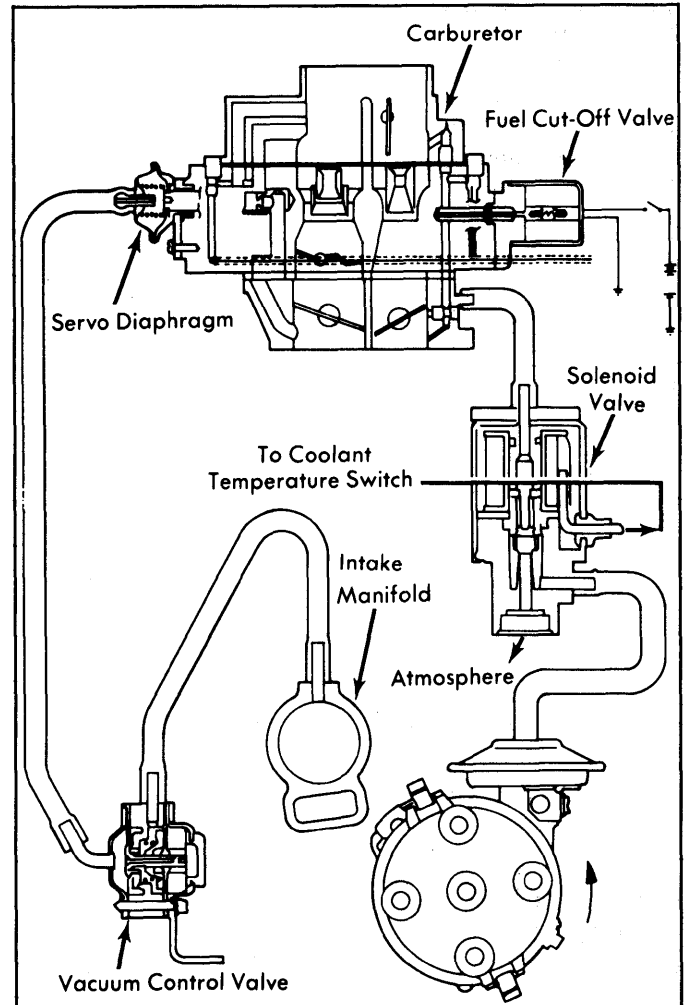 Carburetor
Fuel Cut-Off Valve
Servo Diaphragm
Solenoid
Valve
To Coolant
Temperature Switch
Intake
Manifold
Atmosphere
Vacuum Control Valve